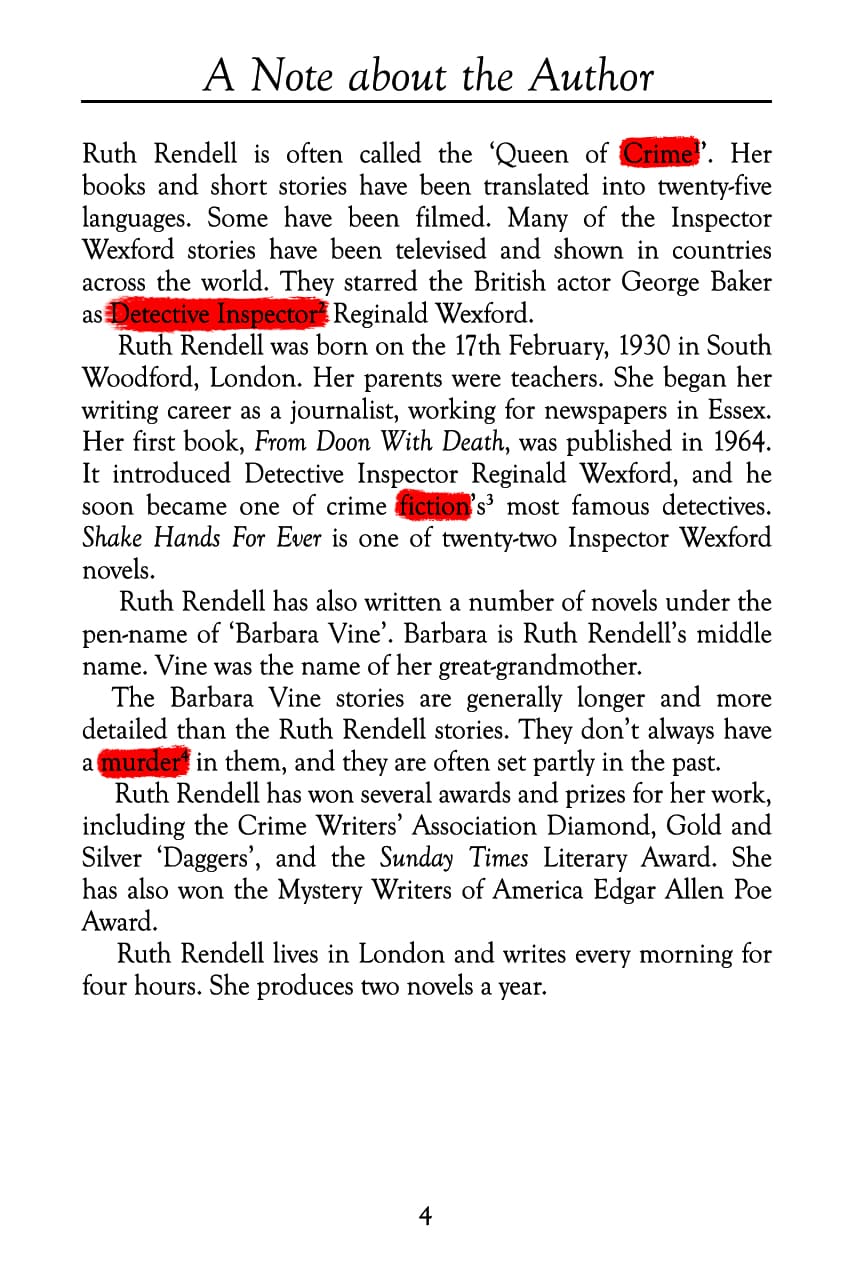 A Note about the Author
Ruth Rendell is often called the ‘Queen of Crime¹’. Her
books and short stories have been translated into twenty-five
languages. Some have been filmed. Many of the Inspector
Wexford stories have been televised and shown in countries
across the world. They starred the British actor George Baker
as Detective Inspector² Reginald Wexford.
Ruth Rendell was born on the 17th February, 1930 in South
Woodford, London. Her parents were teachers. She began her
writing career as a journalist, working for newspapers in Essex.
Her first book, From Doon With Death, was published in 1964.
It introduced Detective Inspector Reginald Wexford, and he
soon became one of crime fiction’s³ most famous detectives.
Shake Hands For Ever is one of twenty-two Inspector Wexford
novels.
Ruth Rendell has also written a number of novels under the
pen-name of ‘Barbara Vine’. Barbara is Ruth Rendell’s middle
name. Vine was the name of her great-grandmother.
The Barbara Vine stories are generally longer and more
detailed than the Ruth Rendell stories. They don’t always have
a murder⁴ in them, and they are often set partly in the past.
Ruth Rendell has won several awards and prizes for her work,
including the Crime Writers’ Association Diamond, Gold and
Silver ‘Daggers’, and the Sunday Times Literary Award. She
has also won the Mystery Writers of America Edgar Allen Poe
Award.
Ruth Rendell lives in London and writes every morning for
four hours. She produces two novels a year.
4